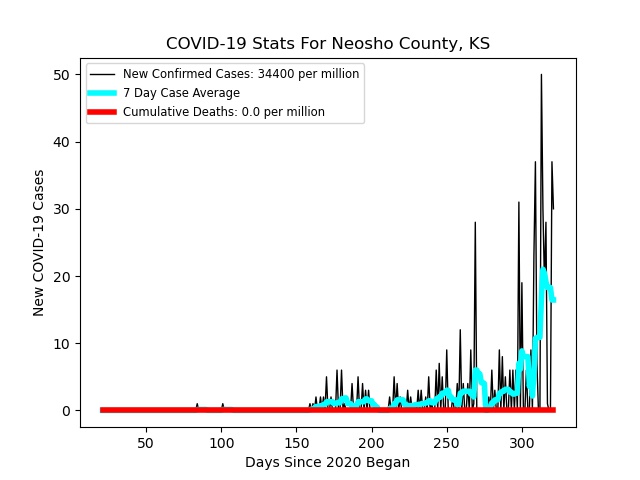 COVID-19 Stats For Neosho County, KS
New Confirmed Cases: 34400 per million
7 Day Case Average
Cumulative Deaths: 0.0 per million
New COVID-19 Cases
50
40
30
20
10
0
50 100 150 200 250 300
Days Since 2020 Began